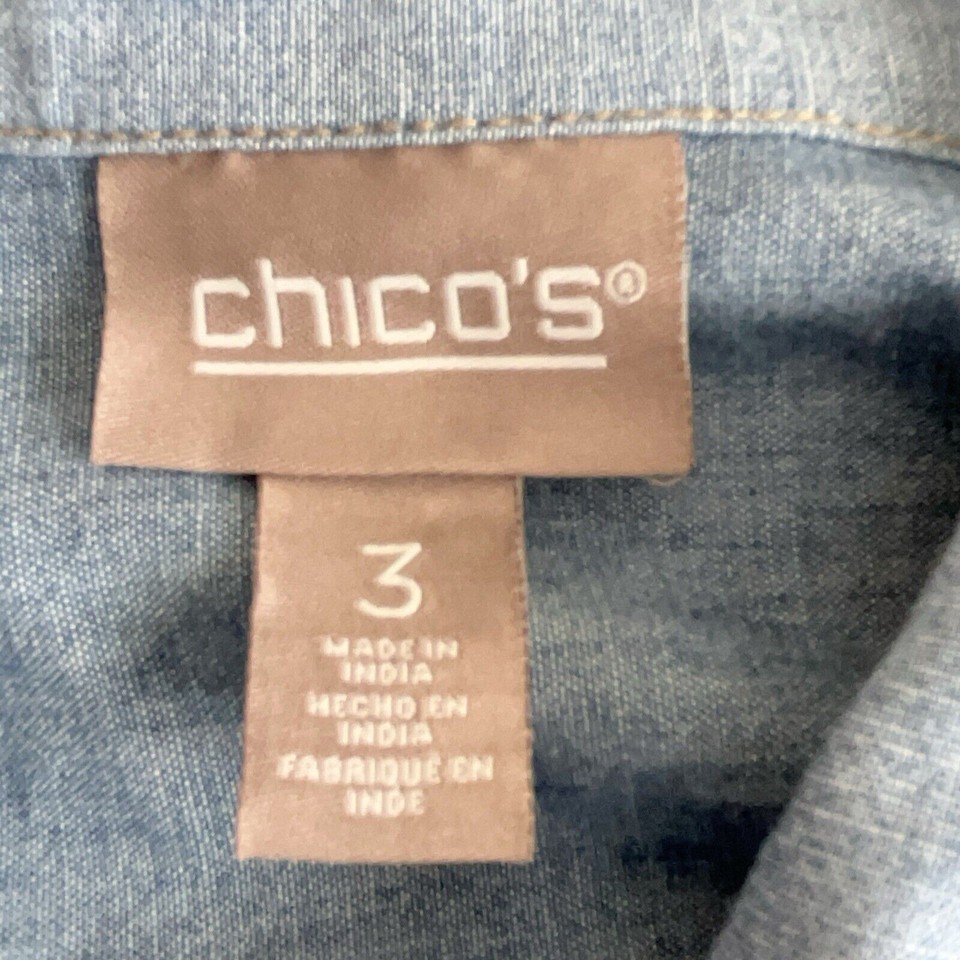 chico's®
3
MADE IN
INDIA
HECHO EN
INDIA
FABRIQUÉ EN
INDE